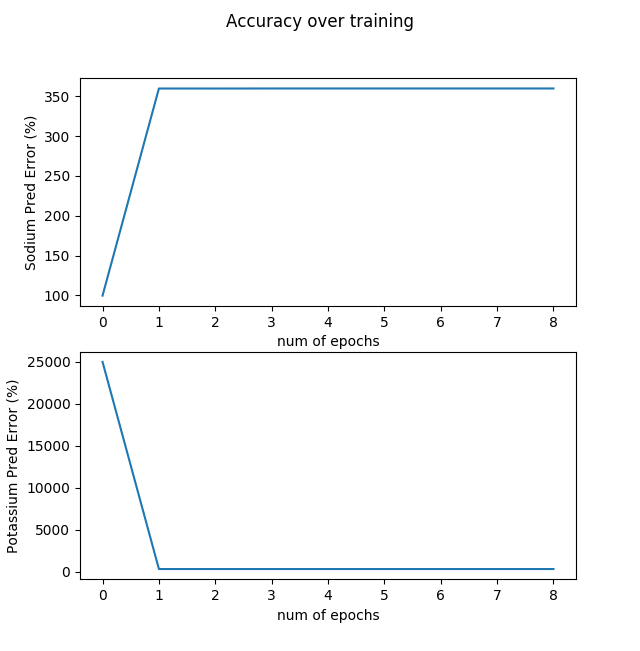 Accuracy over training
Sodium Pred Error (%)
350
300
250
200
150
100
0 1 2 3 4 5 6 7 8
num of epochs
Potassium Pred Error (%)
25000
20000
15000
10000
5000
0
0 1 2 3 4 5 6 7 8
num of epochs